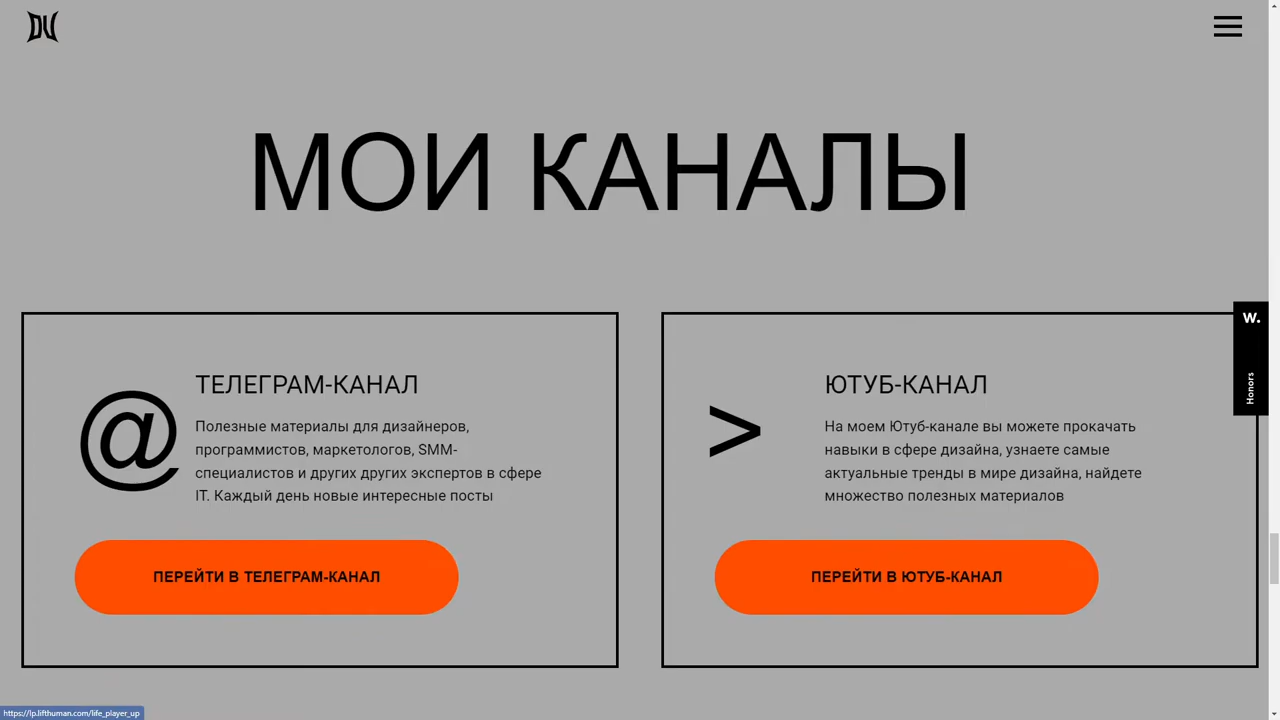 МОИ КАНАЛЫ
W.
Honors
@
ТЕЛЕГРАМ-КАНАЛ
Полезные материалы для дизайнеров,
программистов, маркетологов, SMM-
специалистов и других других экспертов в сфере
IT. Каждый день новые интересные посты
ПЕРЕЙТИ В ТЕЛЕГРАМ-КАНАЛ
>
ЮТУБ-КАНАЛ
На моем Ютуб-канале вы можете прокачать
навыки в сфере дизайна, узнаете самые
актуальные тренды в мире дизайна, найдете
множество полезных материалов
ПЕРЕЙТИ В ЮТУБ-КАНАЛ
https://lp.lifthuman.com/life_player_up